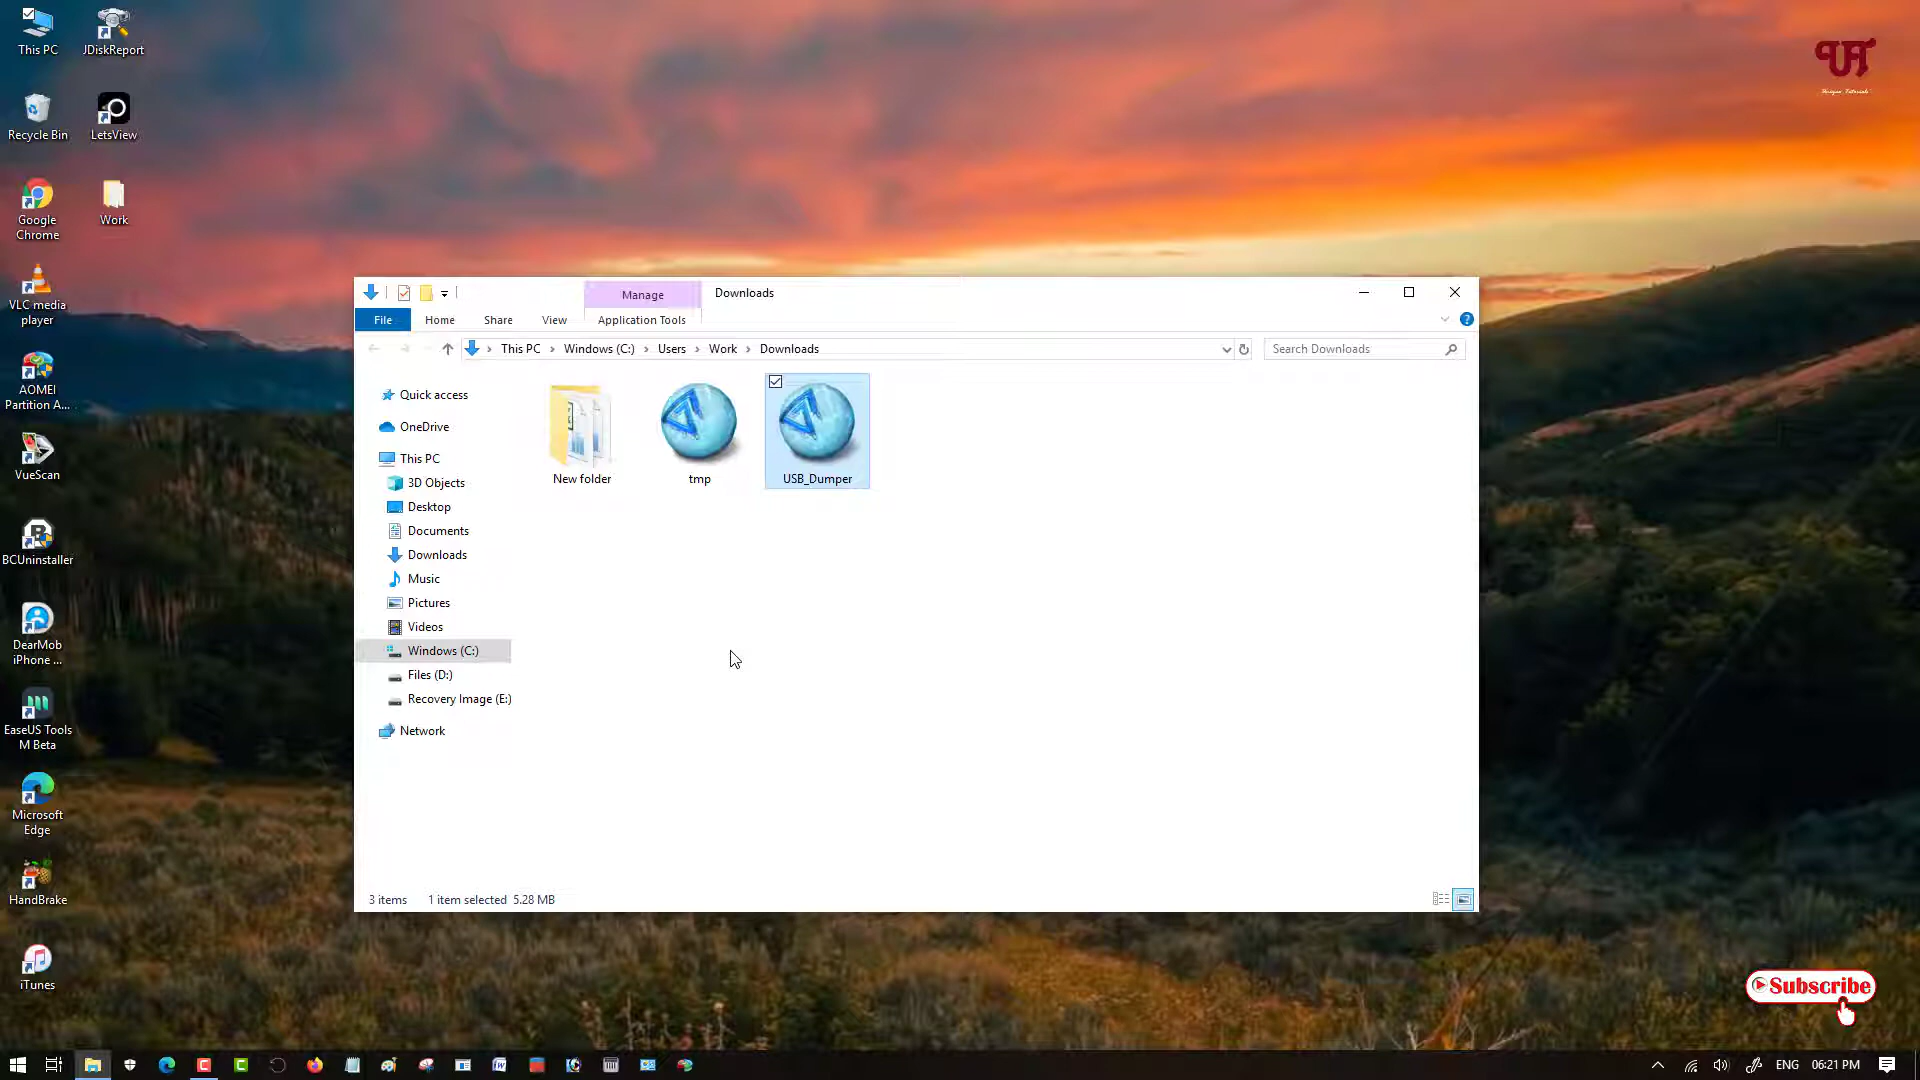 This PC
JDiskReport
Recycle Bin
LetsView
Google
Chrome
Work
VLC media
player
AOMEI
Partition A...
VueScan
BCUninstaller
DearMob
iPhone ...
EaseUS Tools
M Beta
Microsoft
Edge
HandBrake
iTunes
UT
Unique Tutorials
Manage
Downloads
File
Home
Share
View
Application Tools
This PC
Windows (C:)
Users
Work
Downloads
Search Downloads
Quick access
OneDrive
This PC
3D Objects
Desktop
Documents
Downloads
Music
Pictures
Videos
Windows (C:)
Files (D:)
Recovery Image (E:)
Network
New folder
tmp
USB_Dumper
3 items
1 item selected 5.28 MB
Subscribe
ENG
06:21 PM